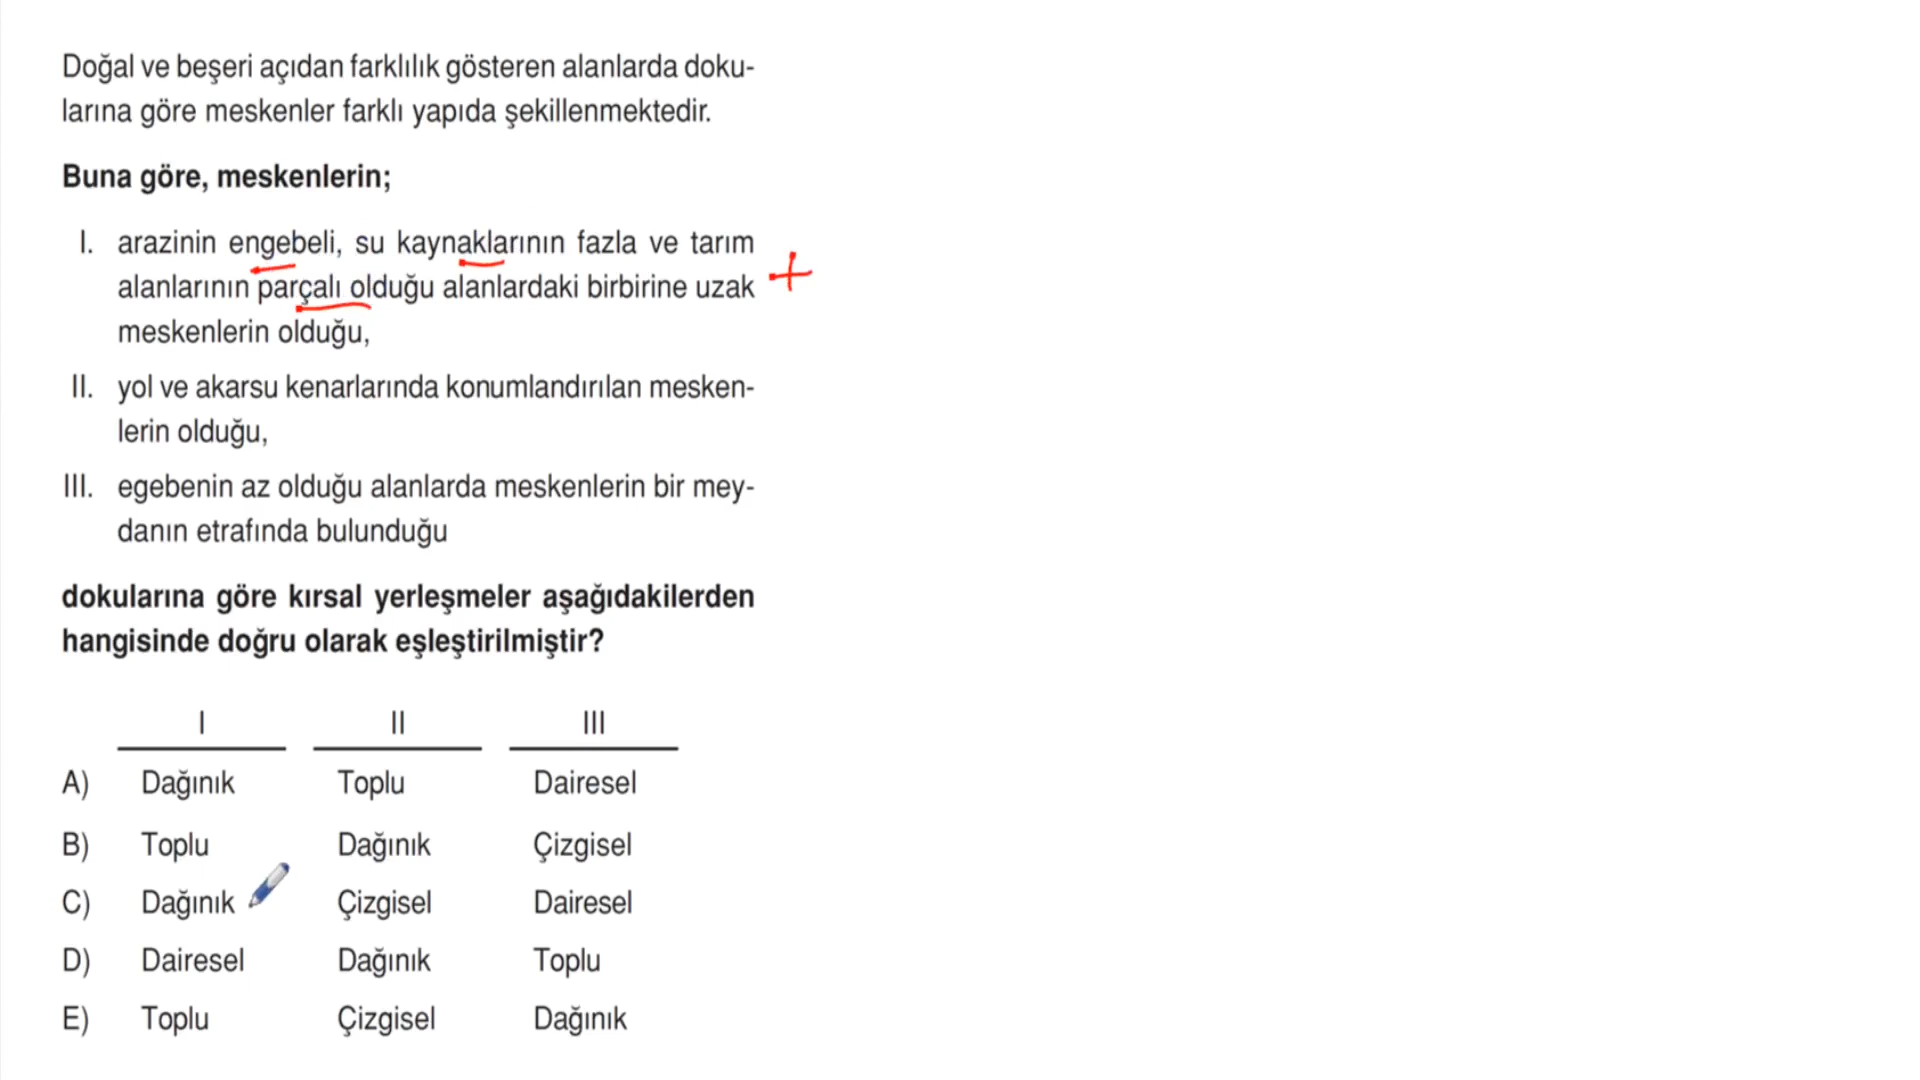 Doğal ve beşeri açıdan farklılık gösteren alanlarda doku-
larına göre meskenler farklı yapıda şekillenmektedir.
Buna göre, meskenlerin;
I. arazinin engebeli, su kaynaklarının fazla ve tarım
alanlarının parçalı olduğu alanlardaki birbirine uzak
meskenlerin olduğu,
II. yol ve akarsu kenarlarında konumlandırılan mesken-
lerin olduğu,
III. egebenin az olduğu alanlarda meskenlerin bir mey-
danın etrafında bulunduğu
dokularına göre kırsal yerleşmeler aşağıdakilerden
hangisinde doğru olarak eşleştirilmiştir?
I II III
A) Dağınık Toplu Dairesel
B) Toplu Dağınık Çizgisel
C) Dağınık Çizgisel Dairesel
D) Dairesel Dağınık Toplu
E) Toplu Çizgisel Dağınık